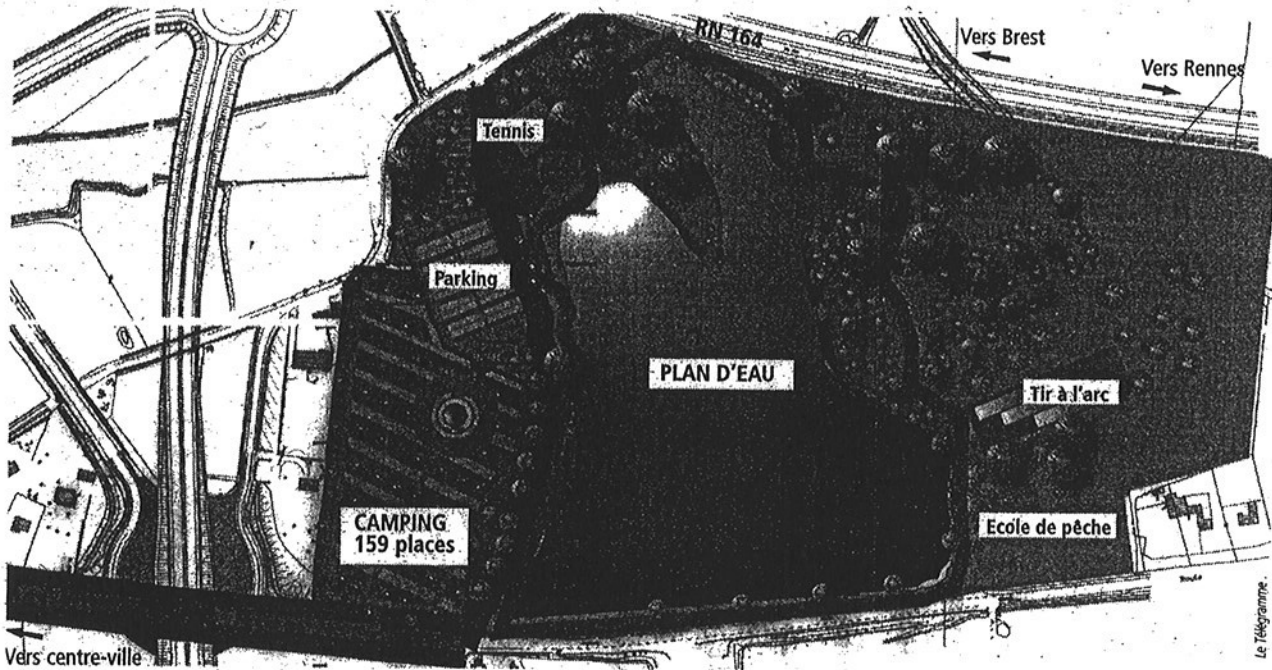 RN 164
Vers Brest
Vers Rennes
Tennis
Parking
PLAN D'EAU
Tir à l'arc
CAMPING
159 places
Ecole de pêche
Route
Le Télégramme.
Vers centre-ville